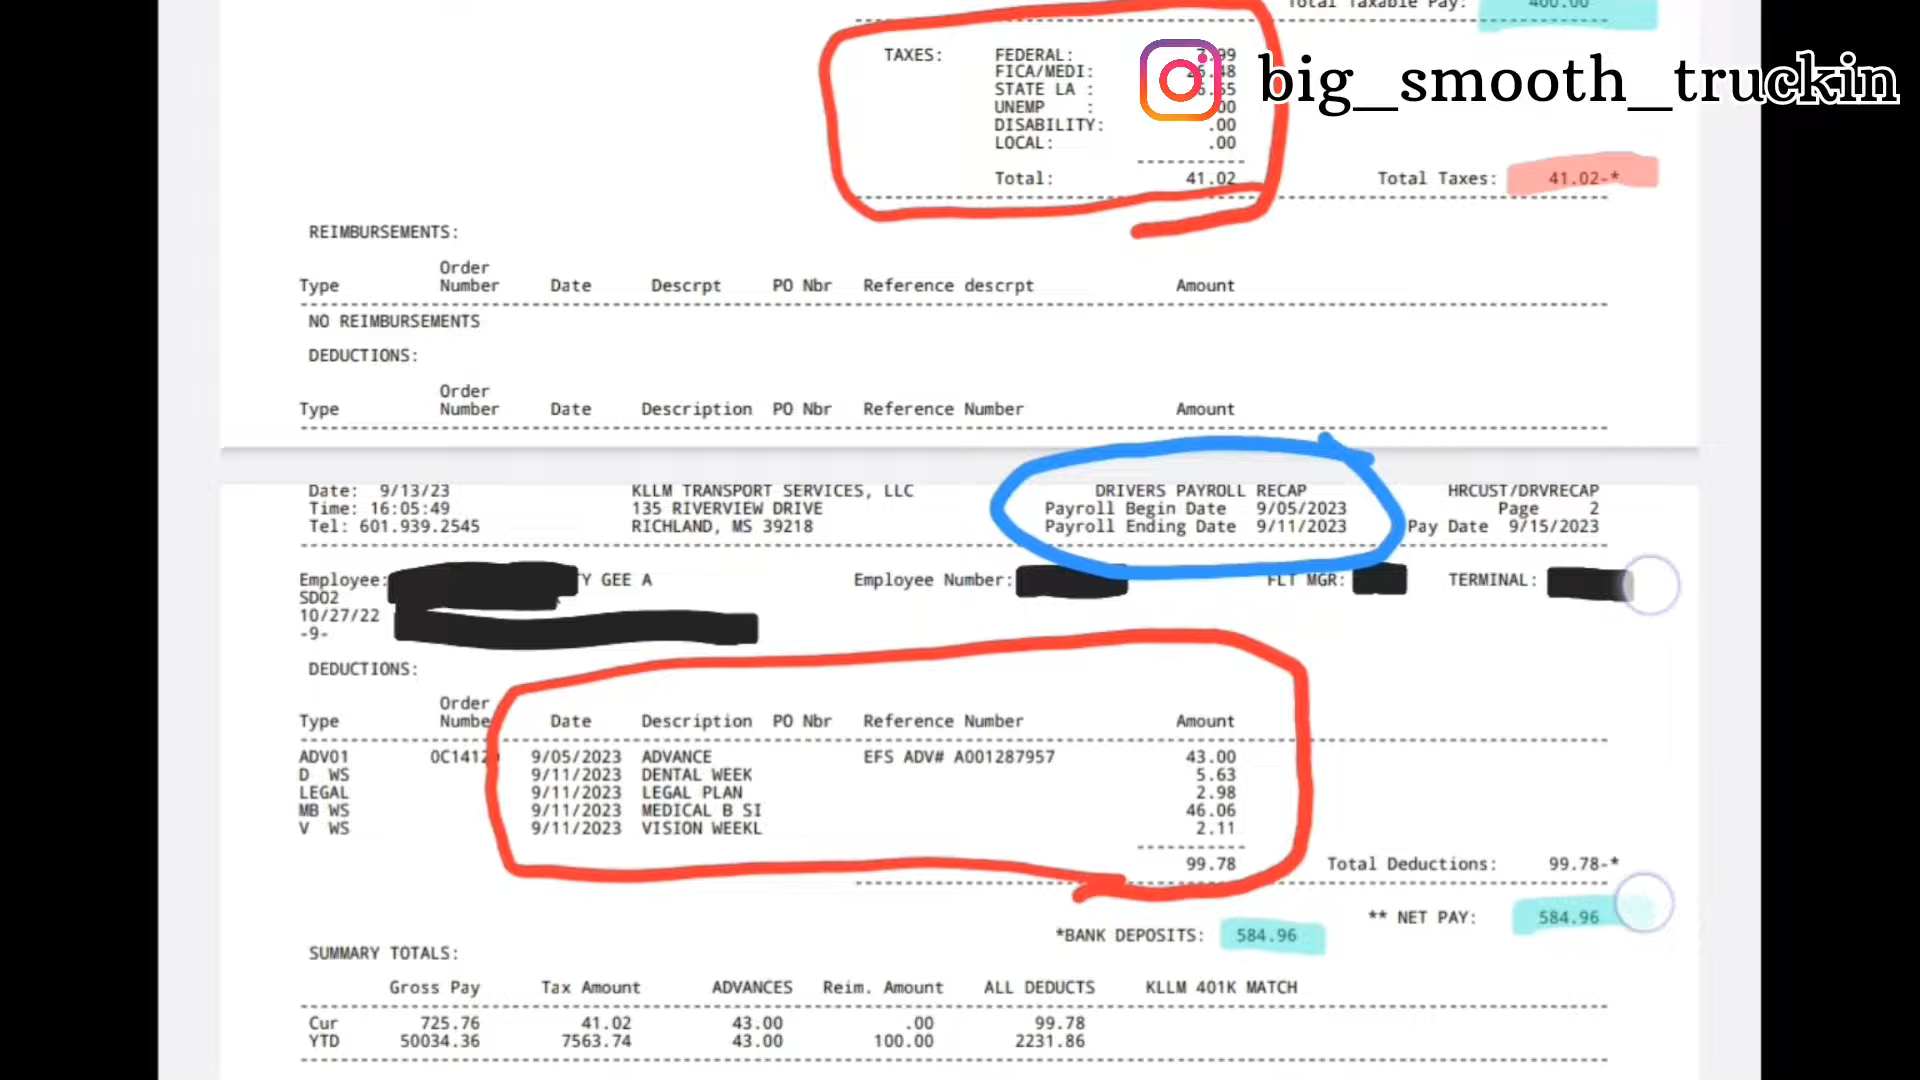 Total Taxable Pay: 400.00
big_smooth_truckin
TAXES: FEDERAL: .99
FICA/MEDI: .48
STATE LA :
UNEMP : .00
DISABILITY: .00
LOCAL: .00
Total: 41.02 Total Taxes: 41.02-*
REIMBURSEMENTS:
Order
Type Number Date Descrpt PO Nbr Reference descrpt Amount
NO REIMBURSEMENTS
DEDUCTIONS:
Order
Type Number Date Description PO Nbr Reference Number Amount
Date: 9/13/23 KLLM TRANSPORT SERVICES, LLC DRIVERS PAYROLL RECAP HRCUST/DRVRECAP
Time: 16:05:49 135 RIVERVIEW DRIVE Payroll Begin Date 9/05/2023 Page 2
Tel: 601.939.2545 RICHLAND, MS 39218 Payroll Ending Date 9/11/2023 Pay Date 9/15/2023
Employee: Y GEE A Employee Number: FLT MGR: TERMINAL:
SD02
10/27/22
-9-
DEDUCTIONS:
Order
Type Number Date Description PO Nbr Reference Number Amount
ADV01 0C1412 9/05/2023 ADVANCE EFS ADV# A001287957 43.00
D WS 9/11/2023 DENTAL WEEK 5.63
LEGAL 9/11/2023 LEGAL PLAN 2.98
MB WS 9/11/2023 MEDICAL B SI 46.06
V WS 9/11/2023 VISION WEEKL 2.11
99.78 Total Deductions: 99.78-*
** NET PAY: 584.96
*BANK DEPOSITS: 584.96
SUMMARY TOTALS:
Gross Pay Tax Amount ADVANCES Reim. Amount ALL DEDUCTS KLLM 401K MATCH
Cur 725.76 41.02 43.00 .00 99.78
YTD 50034.36 7563.74 43.00 100.00 2231.86